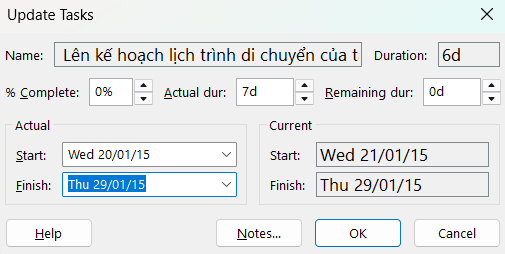 Update Tasks
Name: Lên kế hoạch lịch trình di chuyển của t Duration: 6d
% Complete: 0% Actual dur: 7d Remaining dur: 0d
Actual Current
Start: Wed 20/01/15 Start: Wed 21/01/15
Finish: Thu 29/01/15 Finish: Thu 29/01/15
Help Notes... OK Cancel